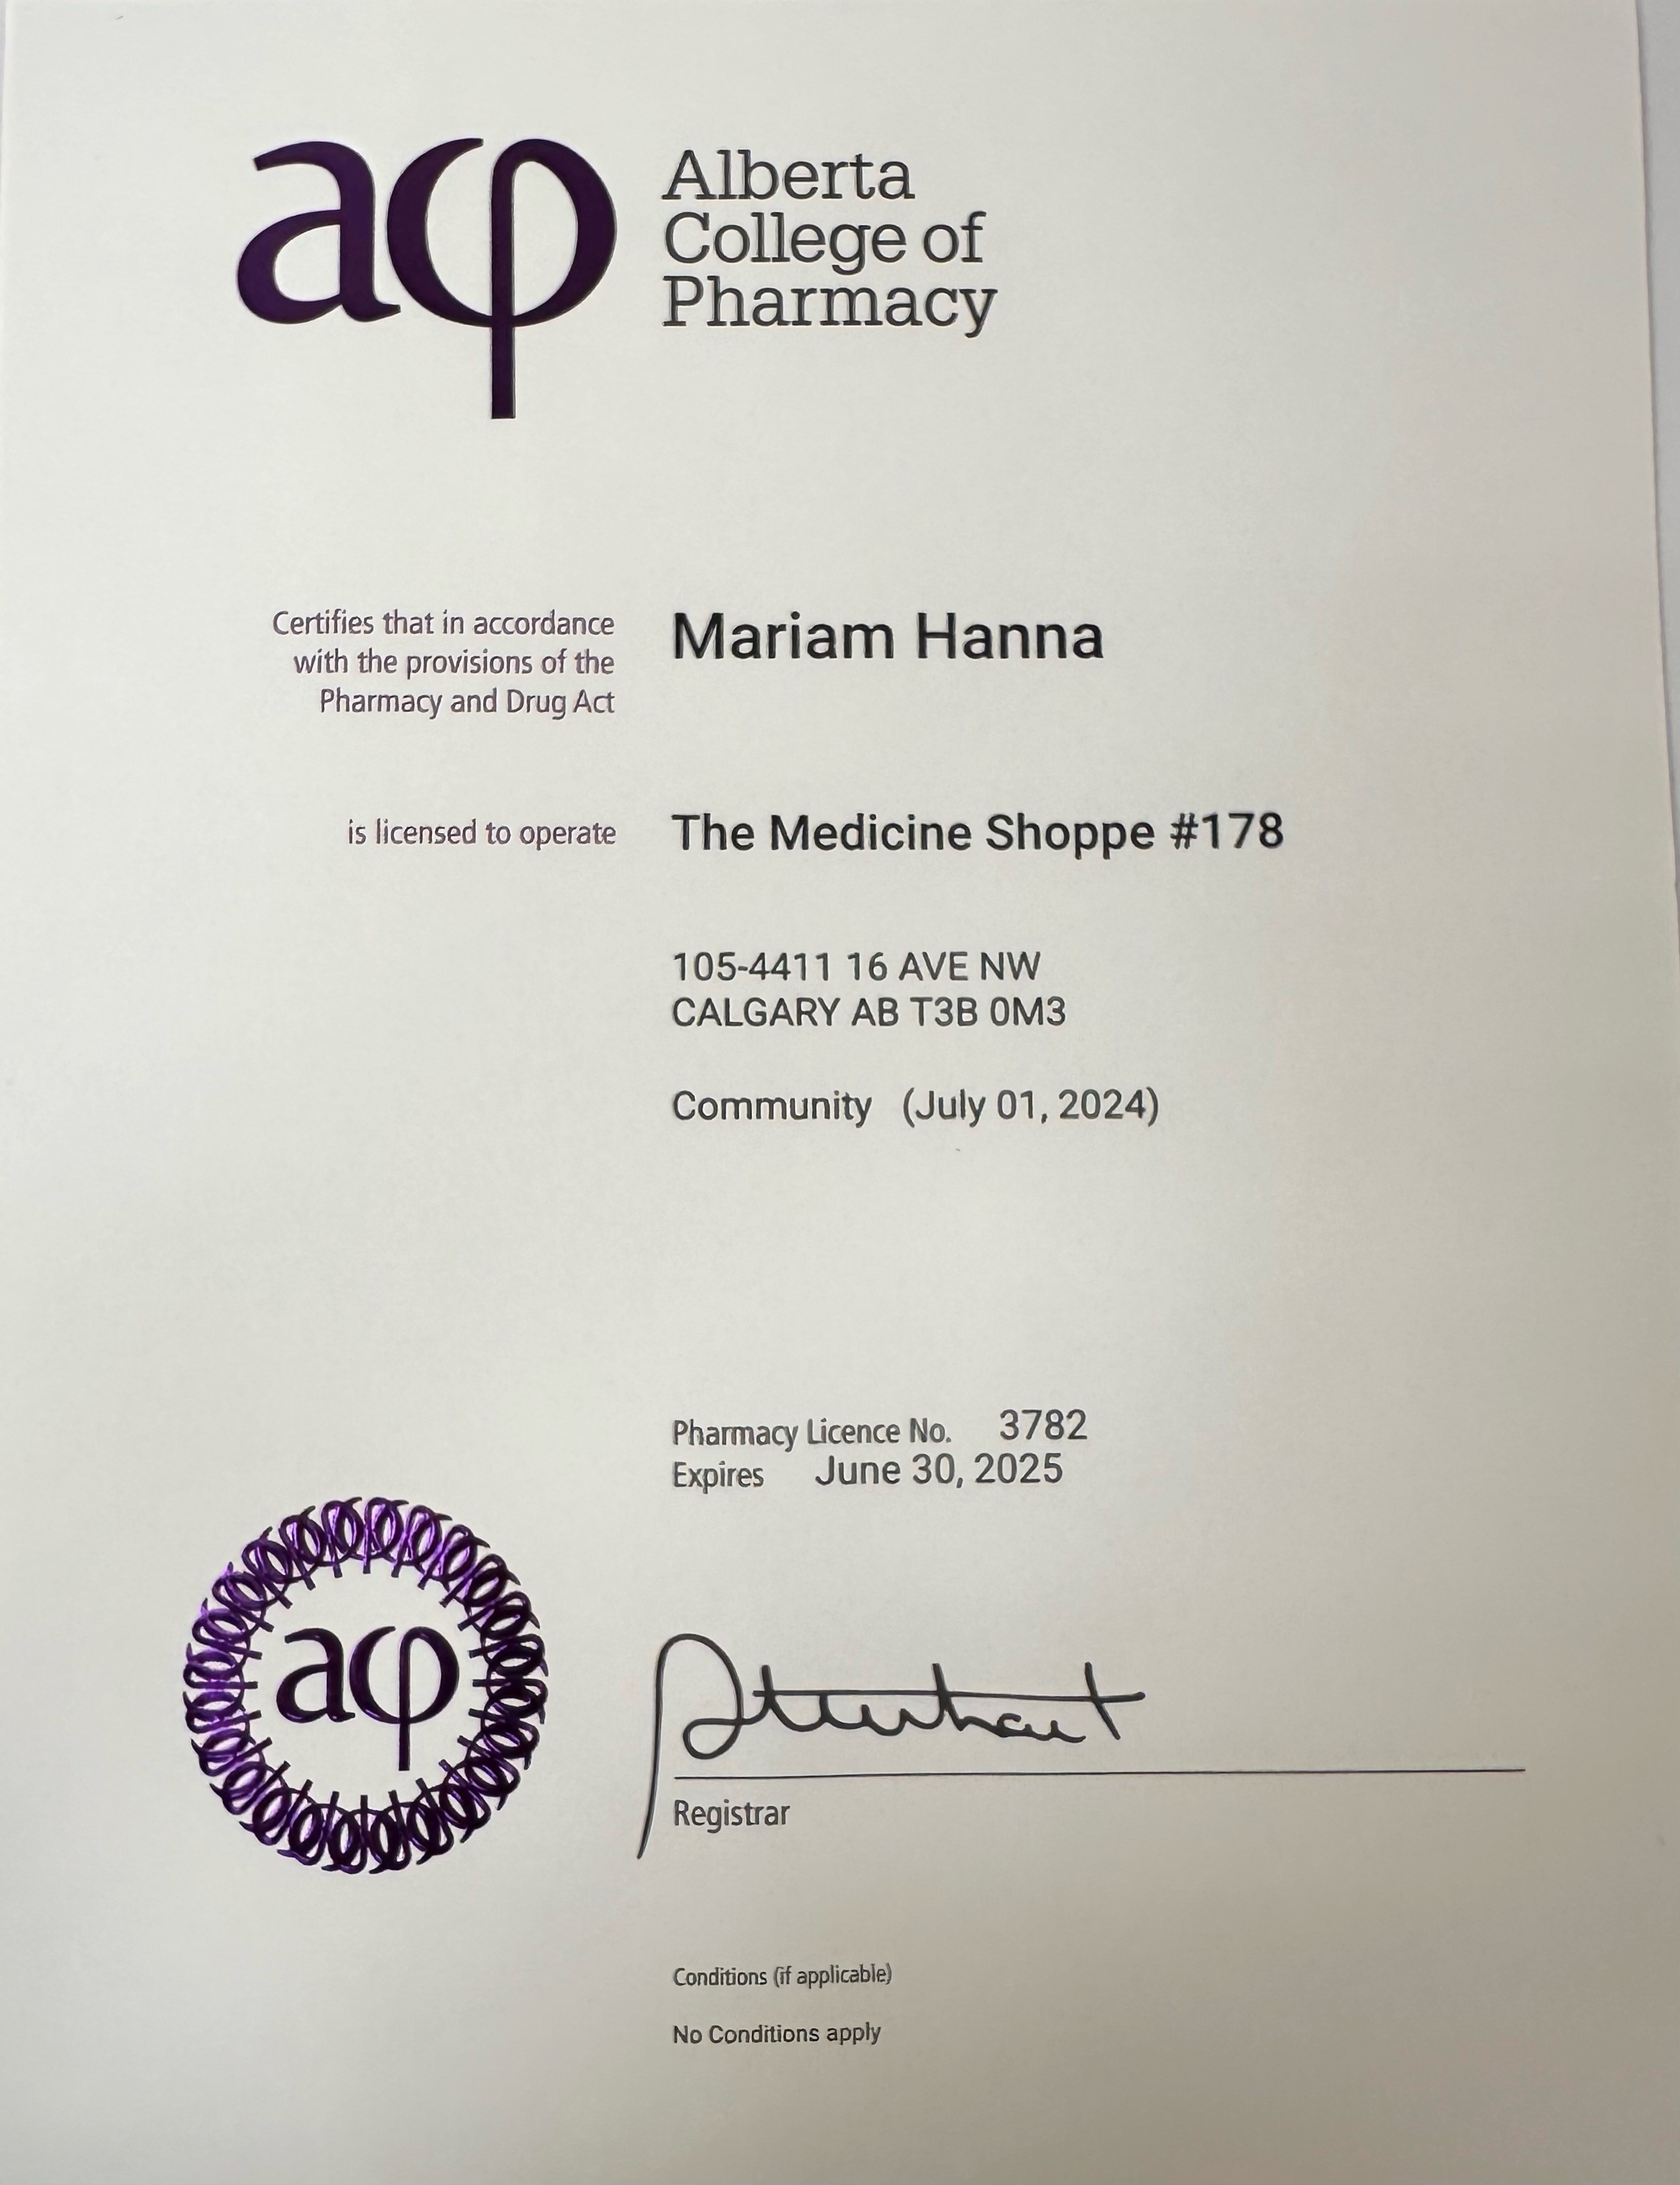 aφ
Alberta
College of
Pharmacy
Certifies that in accordance
with the provisions of the
Pharmacy and Drug Act
Mariam Hanna
is licensed to operate
The Medicine Shoppe #178
105-4411 16 AVE NW
CALGARY AB T3B 0M3
Community (July 01, 2024)
Pharmacy Licence No. 3782
Expires June 30, 2025
aφ
Registrar
Conditions (if applicable)
No Conditions apply